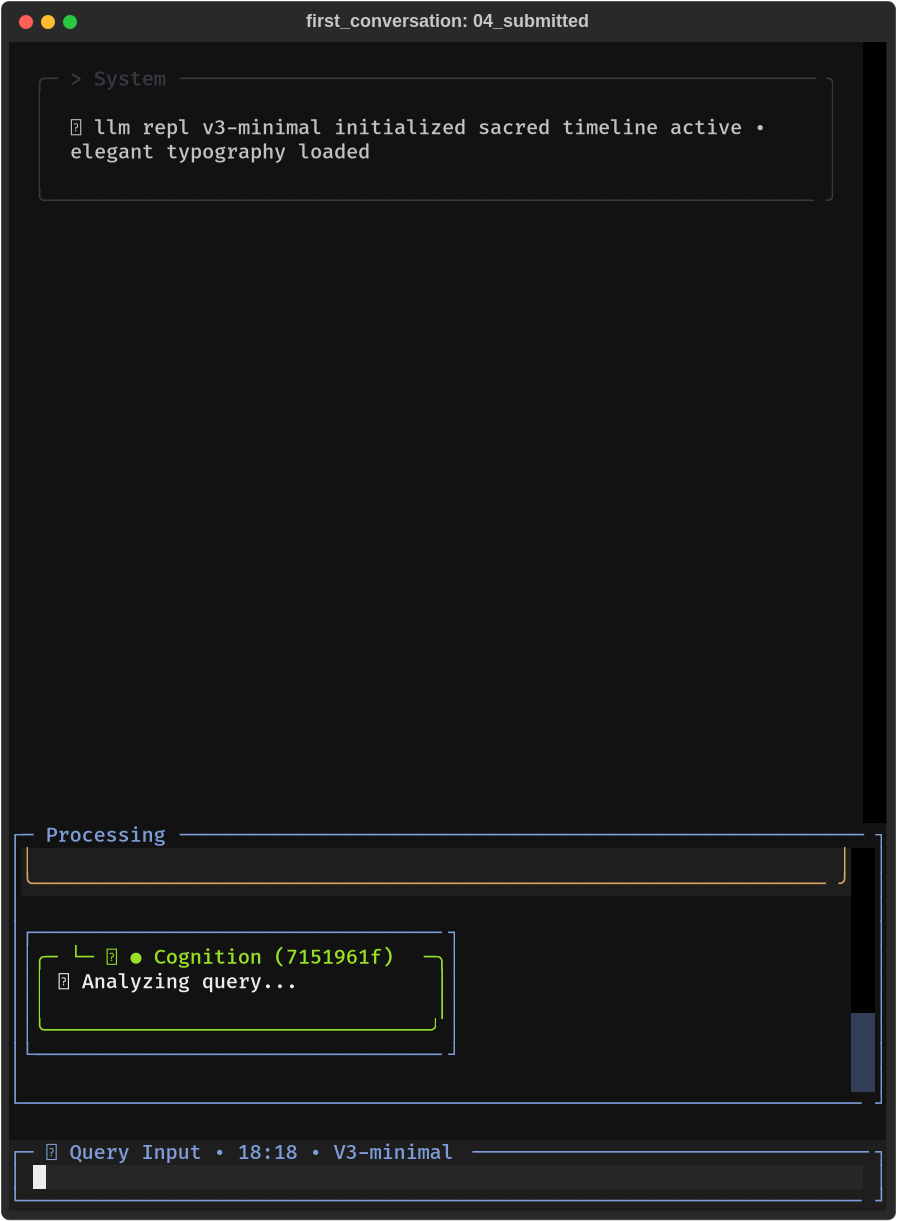 first_conversation: 04_submitted
> System
llm repl v3-minimal initialized sacred timeline active •
elegant typography loaded
Processing
└─ ● Cognition (7151961f)
Analyzing query...
Query Input • 18:18 • V3-minimal